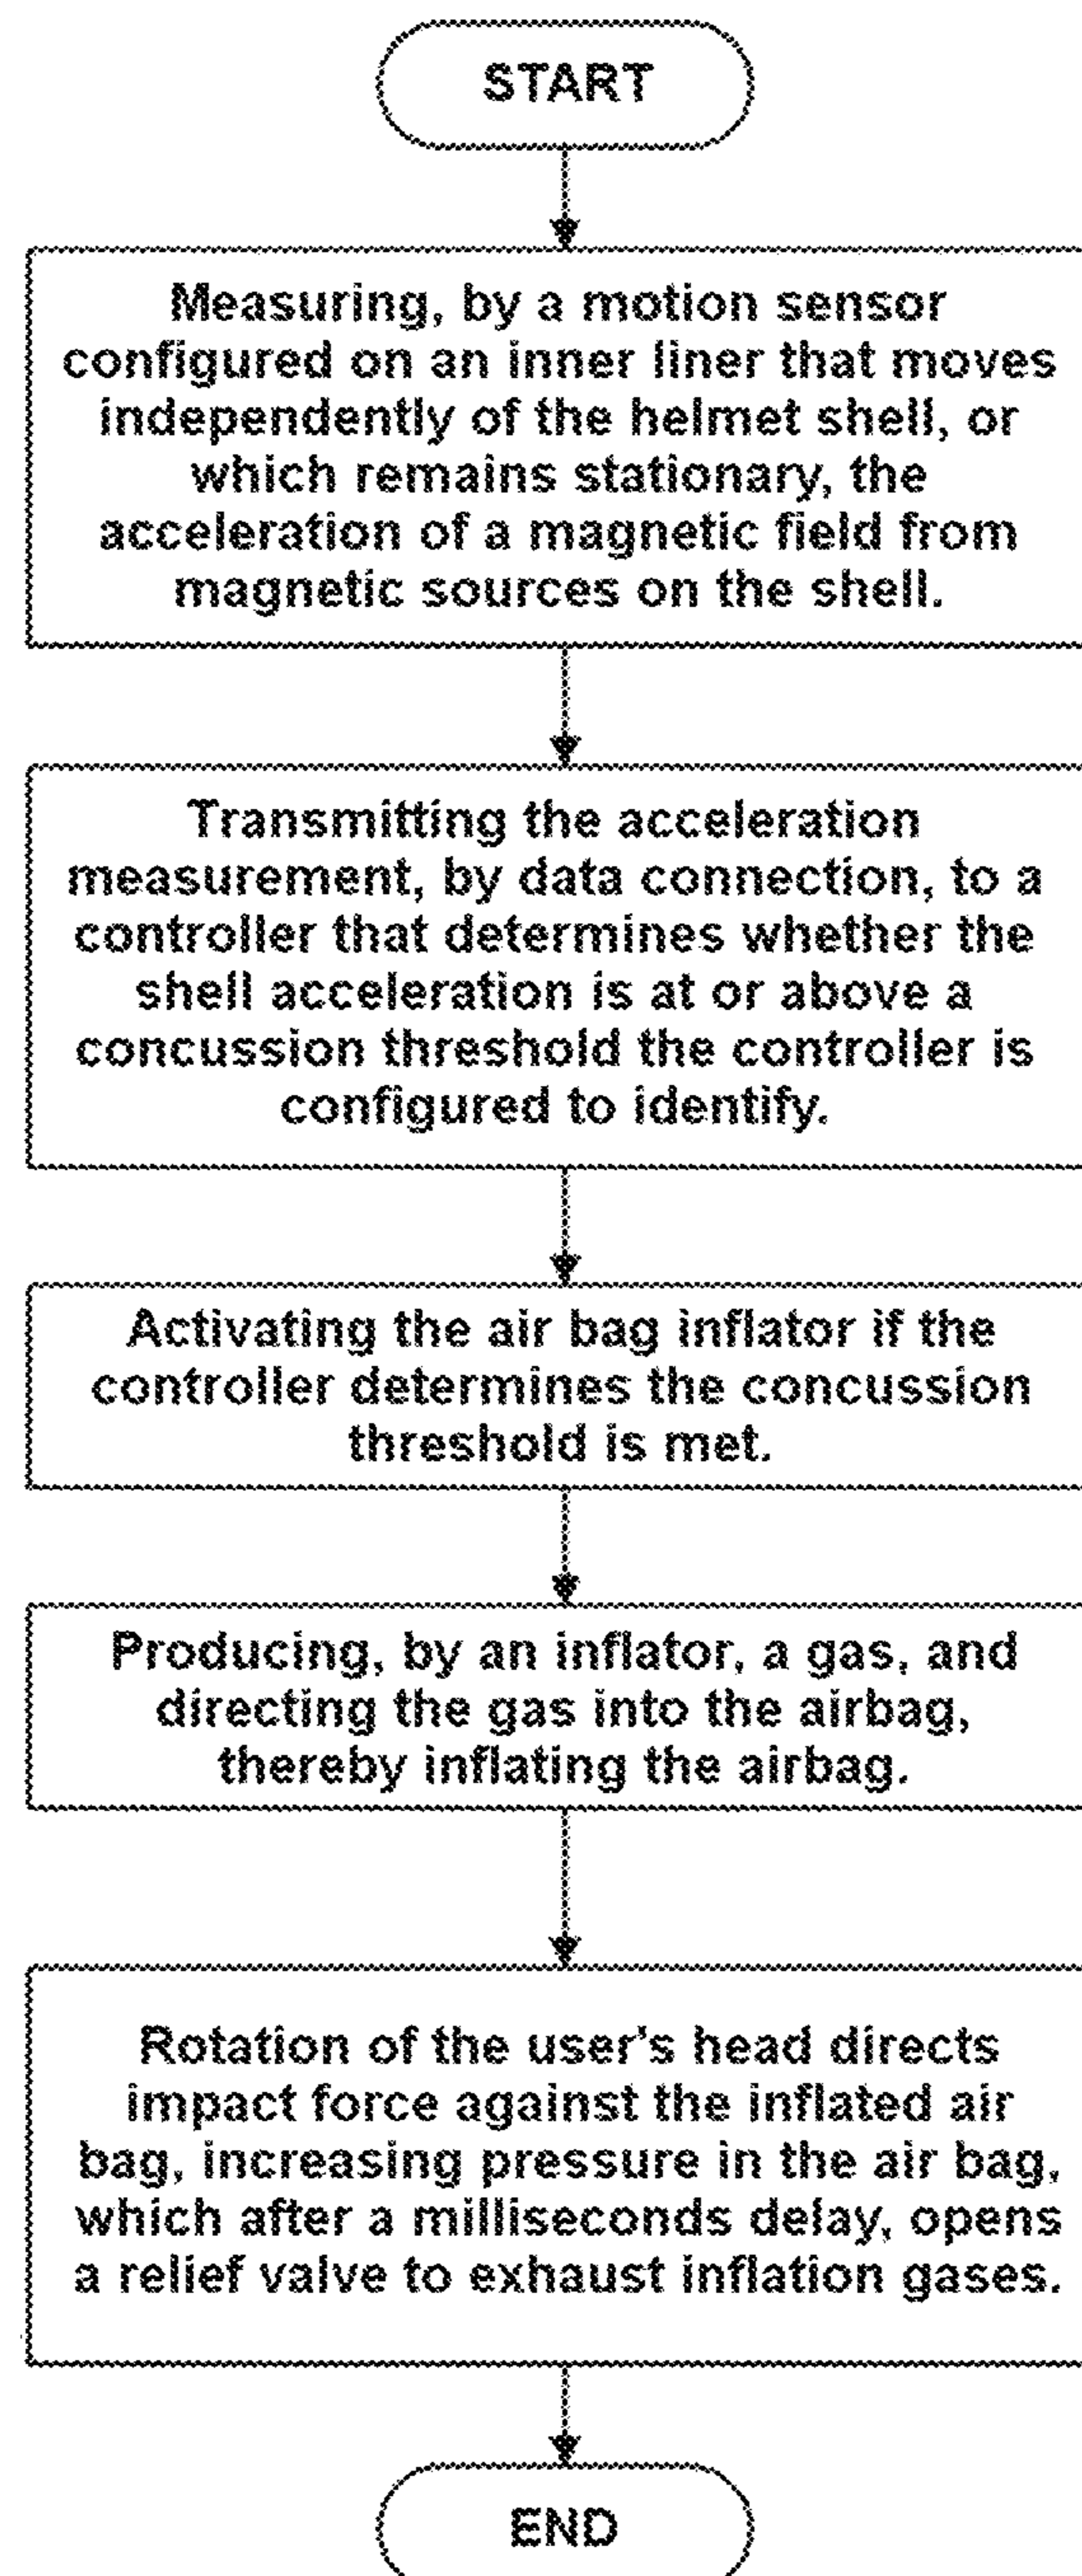 START
Measuring, by a motion sensor
configured on an inner liner that moves
independently of the helmet shell, or
which remains stationary, the
acceleration of a magnetic field from
magnetic sources on the shell.
Transmitting the acceleration
measurement, by data connection, to a
controller that determines whether the
shell acceleration is at or above a
concussion threshold the controller is
configured to identify.
Activating the air bag inflator if the
controller determines the concussion
threshold is met.
Producing, by an inflator, a gas, and
directing the gas into the airbag,
thereby inflating the airbag.
Rotation of the user's head directs
impact force against the inflated air
bag, increasing pressure in the air bag,
which after a milliseconds delay, opens
a relief valve to exhaust inflation gases.
END